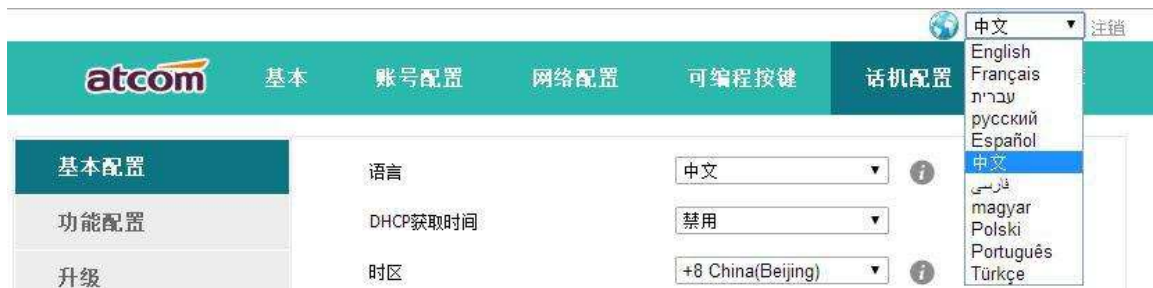 中文 注销
atcom 基本 账号配置 网络配置 可编程按键 话机配置
English
Français
עברית
русский
Español
中文
فارسی
magyar
Polski
Português
Türkçe
基本配置 语言 中文
功能配置 DHCP获取时间 禁用
升级 时区 +8 China(Beijing)